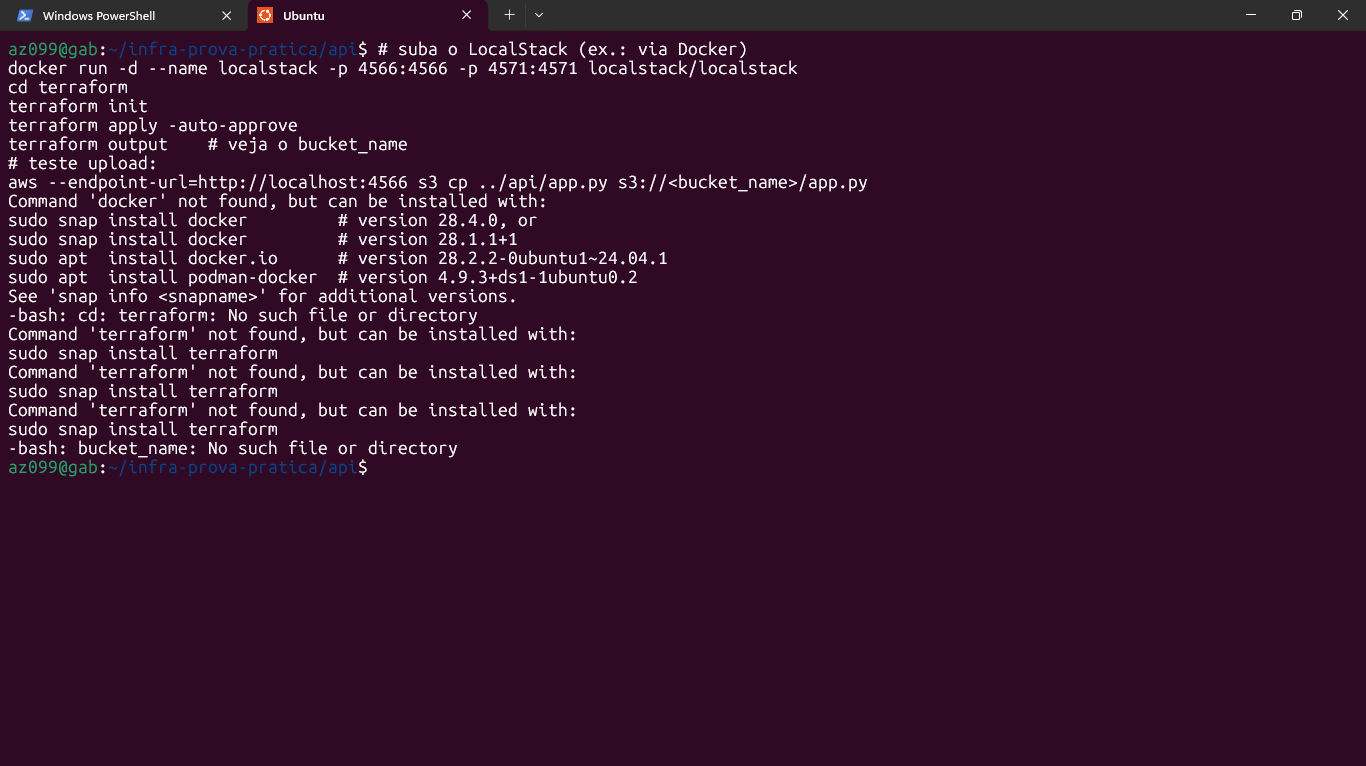 Windows PowerShell
Ubuntu
az099@gab:~/infra-prova-pratica/api$ # suba o LocalStack (ex.: via Docker)
docker run -d --name localstack -p 4566:4566 -p 4571:4571 localstack/localstack
cd terraform
terraform init
terraform apply -auto-approve
terraform output    # veja o bucket_name
# teste upload:
aws --endpoint-url=http://localhost:4566 s3 cp ../api/app.py s3://<bucket_name>/app.py
Command 'docker' not found, but can be installed with:
sudo snap install docker         # version 28.4.0, or
sudo snap install docker         # version 28.1.1+1
sudo apt  install docker.io      # version 28.2.2-0ubuntu1~24.04.1
sudo apt  install podman-docker  # version 4.9.3+ds1-1ubuntu0.2
See 'snap info <snapname>' for additional versions.
-bash: cd: terraform: No such file or directory
Command 'terraform' not found, but can be installed with:
sudo snap install terraform
Command 'terraform' not found, but can be installed with:
sudo snap install terraform
Command 'terraform' not found, but can be installed with:
sudo snap install terraform
-bash: bucket_name: No such file or directory
az099@gab:~/infra-prova-pratica/api$